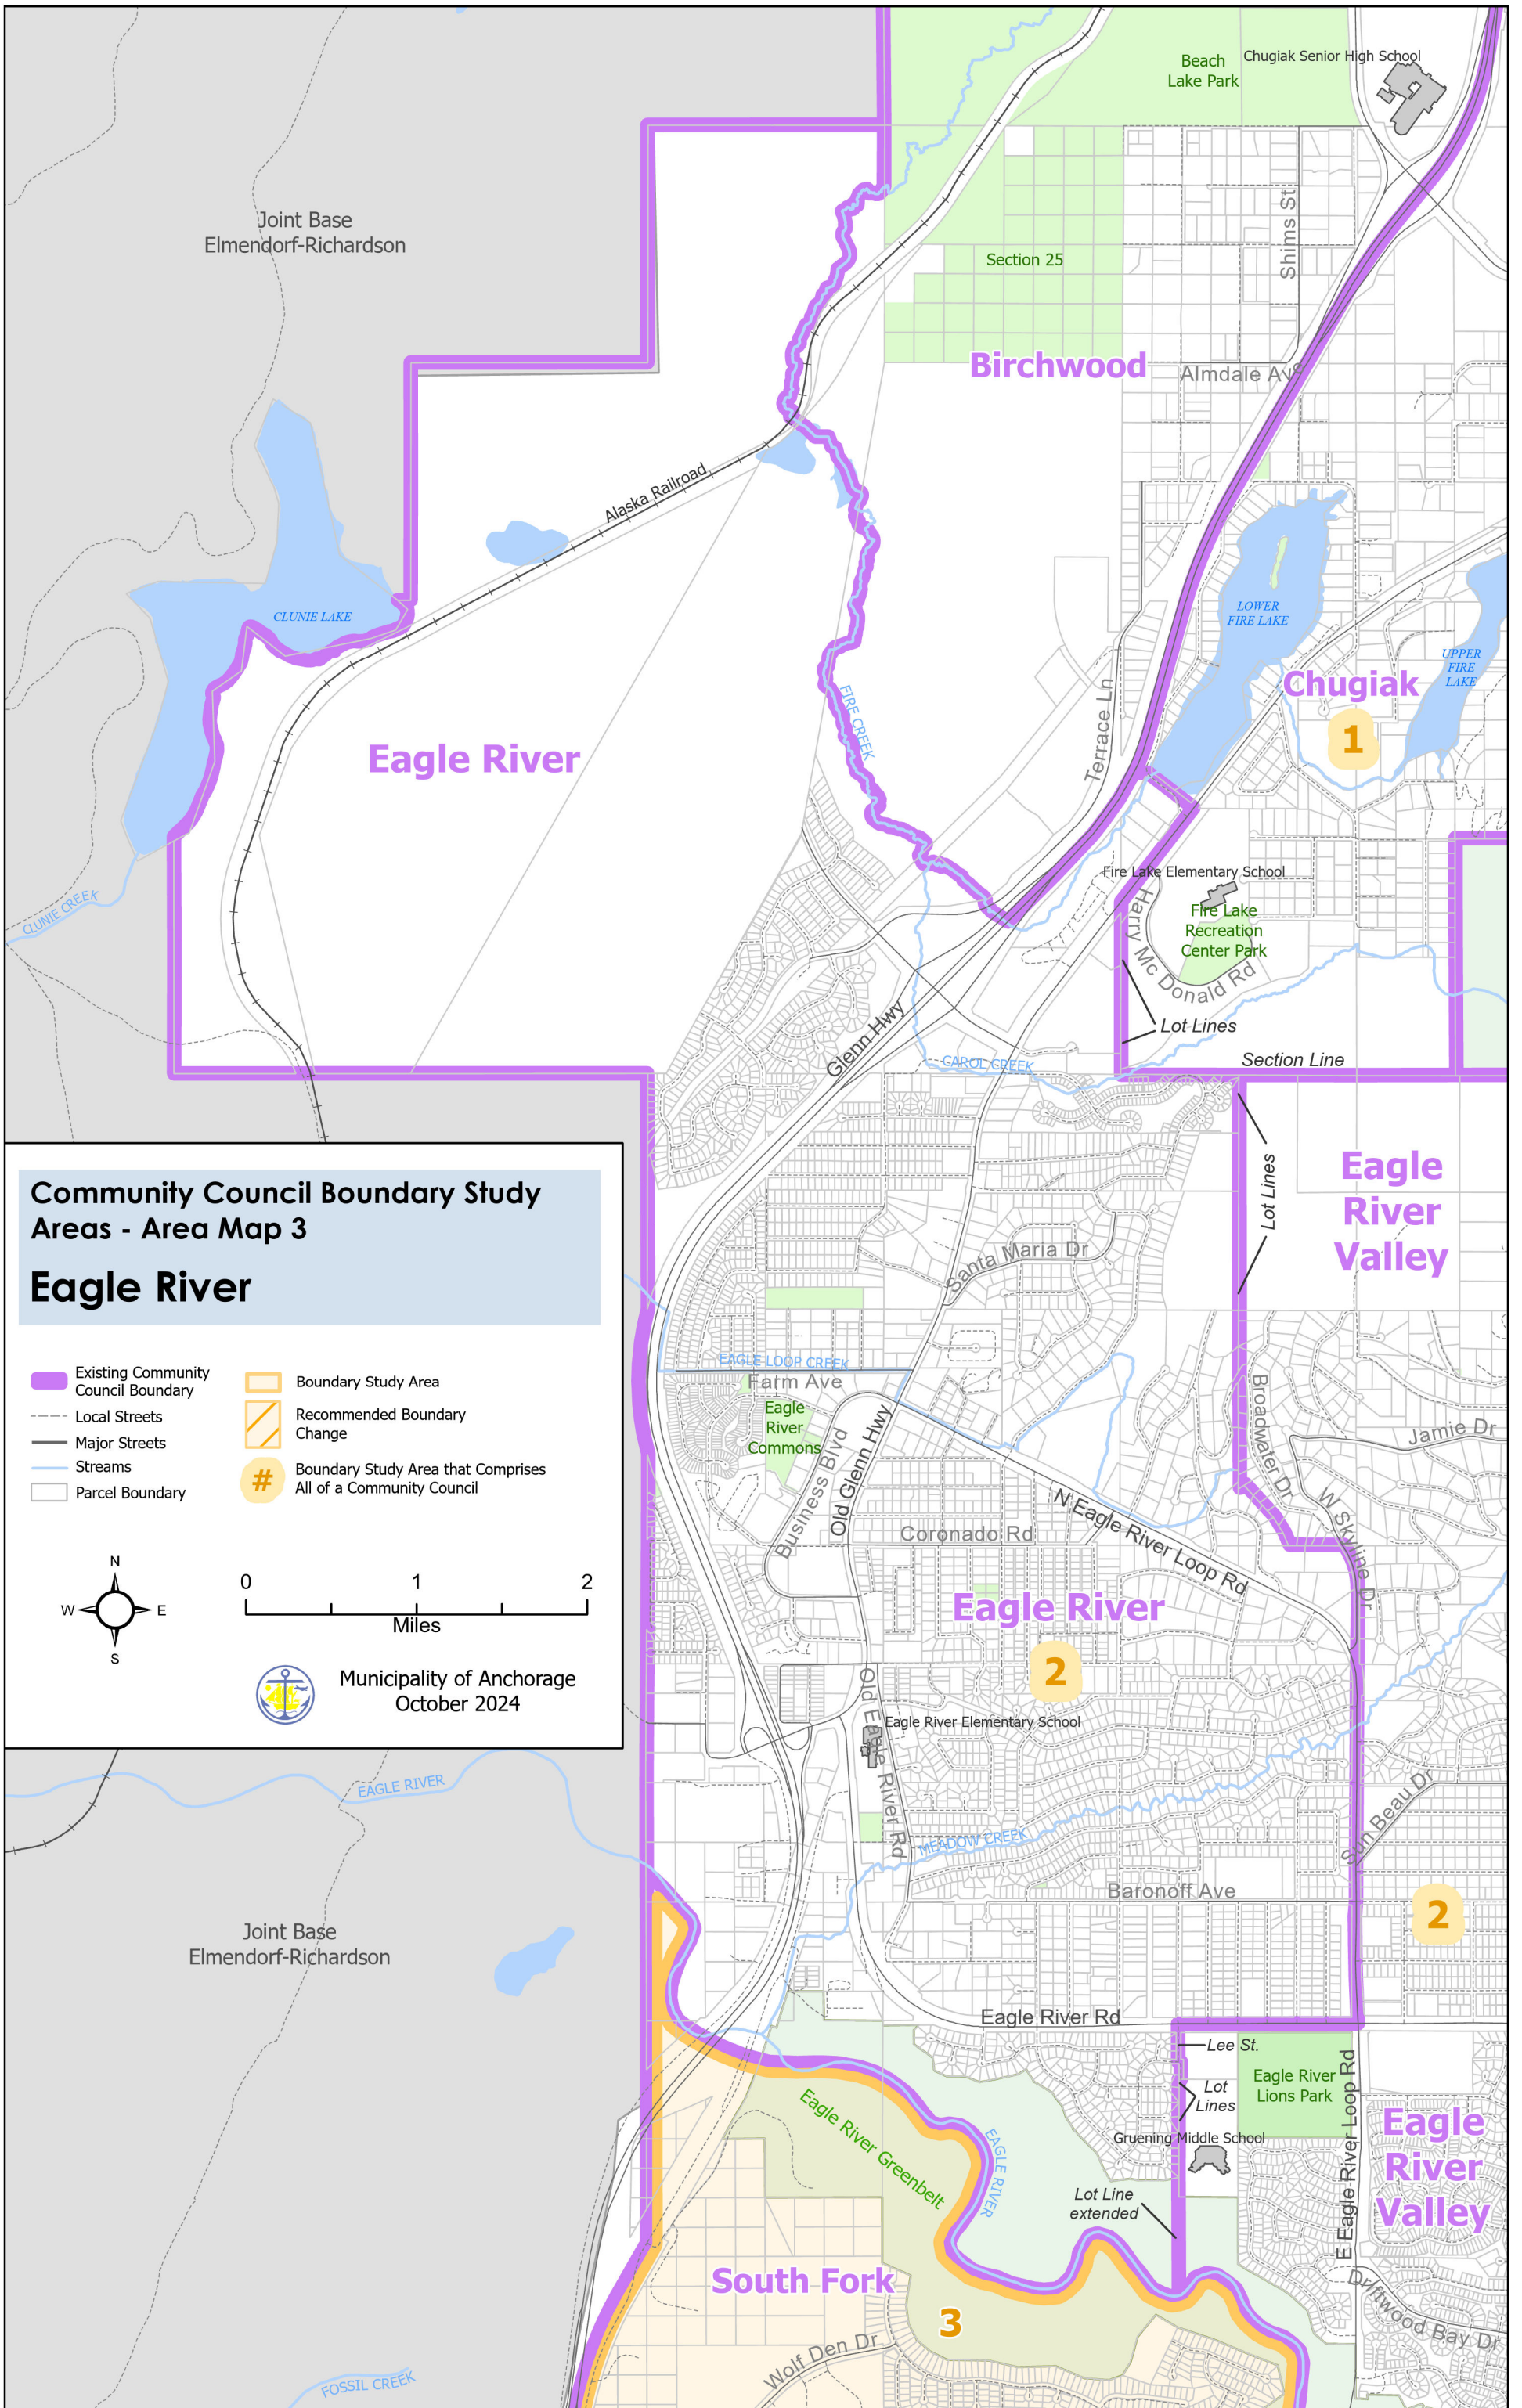 Beach
Lake Park
Chugiak Senior High School
Joint Base
Elmendorf-Richardson
Shims St
Section 25
Birchwood
Almdale Ave
Alaska Railroad
CLUNIE LAKE
LOWER
FIRE LAKE
UPPER
FIRE
LAKE
Chugiak
1
FIRE CREEK
Terrace Ln
Eagle River
CLUNIE CREEK
Fire Lake Elementary School
Fire Lake
Recreation
Center Park
Harry Mc Donald Rd
Lot Lines
Glenn Hwy
CAROL CREEK
Section Line
Lot Lines
Eagle
River
Valley
Community Council Boundary Study
Areas - Area Map 3
Eagle River
Existing Community
Council Boundary
Local Streets
Major Streets
Streams
Parcel Boundary
Boundary Study Area
Recommended Boundary
Change
#
Boundary Study Area that Comprises
All of a Community Council
N
W
E
S
0
1
2
Miles
Municipality of Anchorage
October 2024
Santa Maria Dr
EAGLE LOOP CREEK
Farm Ave
Eagle
River
Commons
Business Blvd
Old Glenn Hwy
Broadwater Dr
Jamie Dr
W Skyline Dr
N Eagle River Loop Rd
Coronado Rd
Eagle River
2
Old Eagle River Rd
Eagle River Elementary School
EAGLE RIVER
MEADOW CREEK
Sun Beau Dr
Baronoff Ave
2
Joint Base
Elmendorf-Richardson
Eagle River Rd
Lee St.
Lot
Lines
Eagle River
Lions Park
E Eagle River Loop Rd
Gruening Middle School
Eagle River Greenbelt
EAGLE RIVER
Lot Line
extended
Eagle
River
Valley
South Fork
3
Wolf Den Dr
Driftwood Bay Dr
FOSSIL CREEK